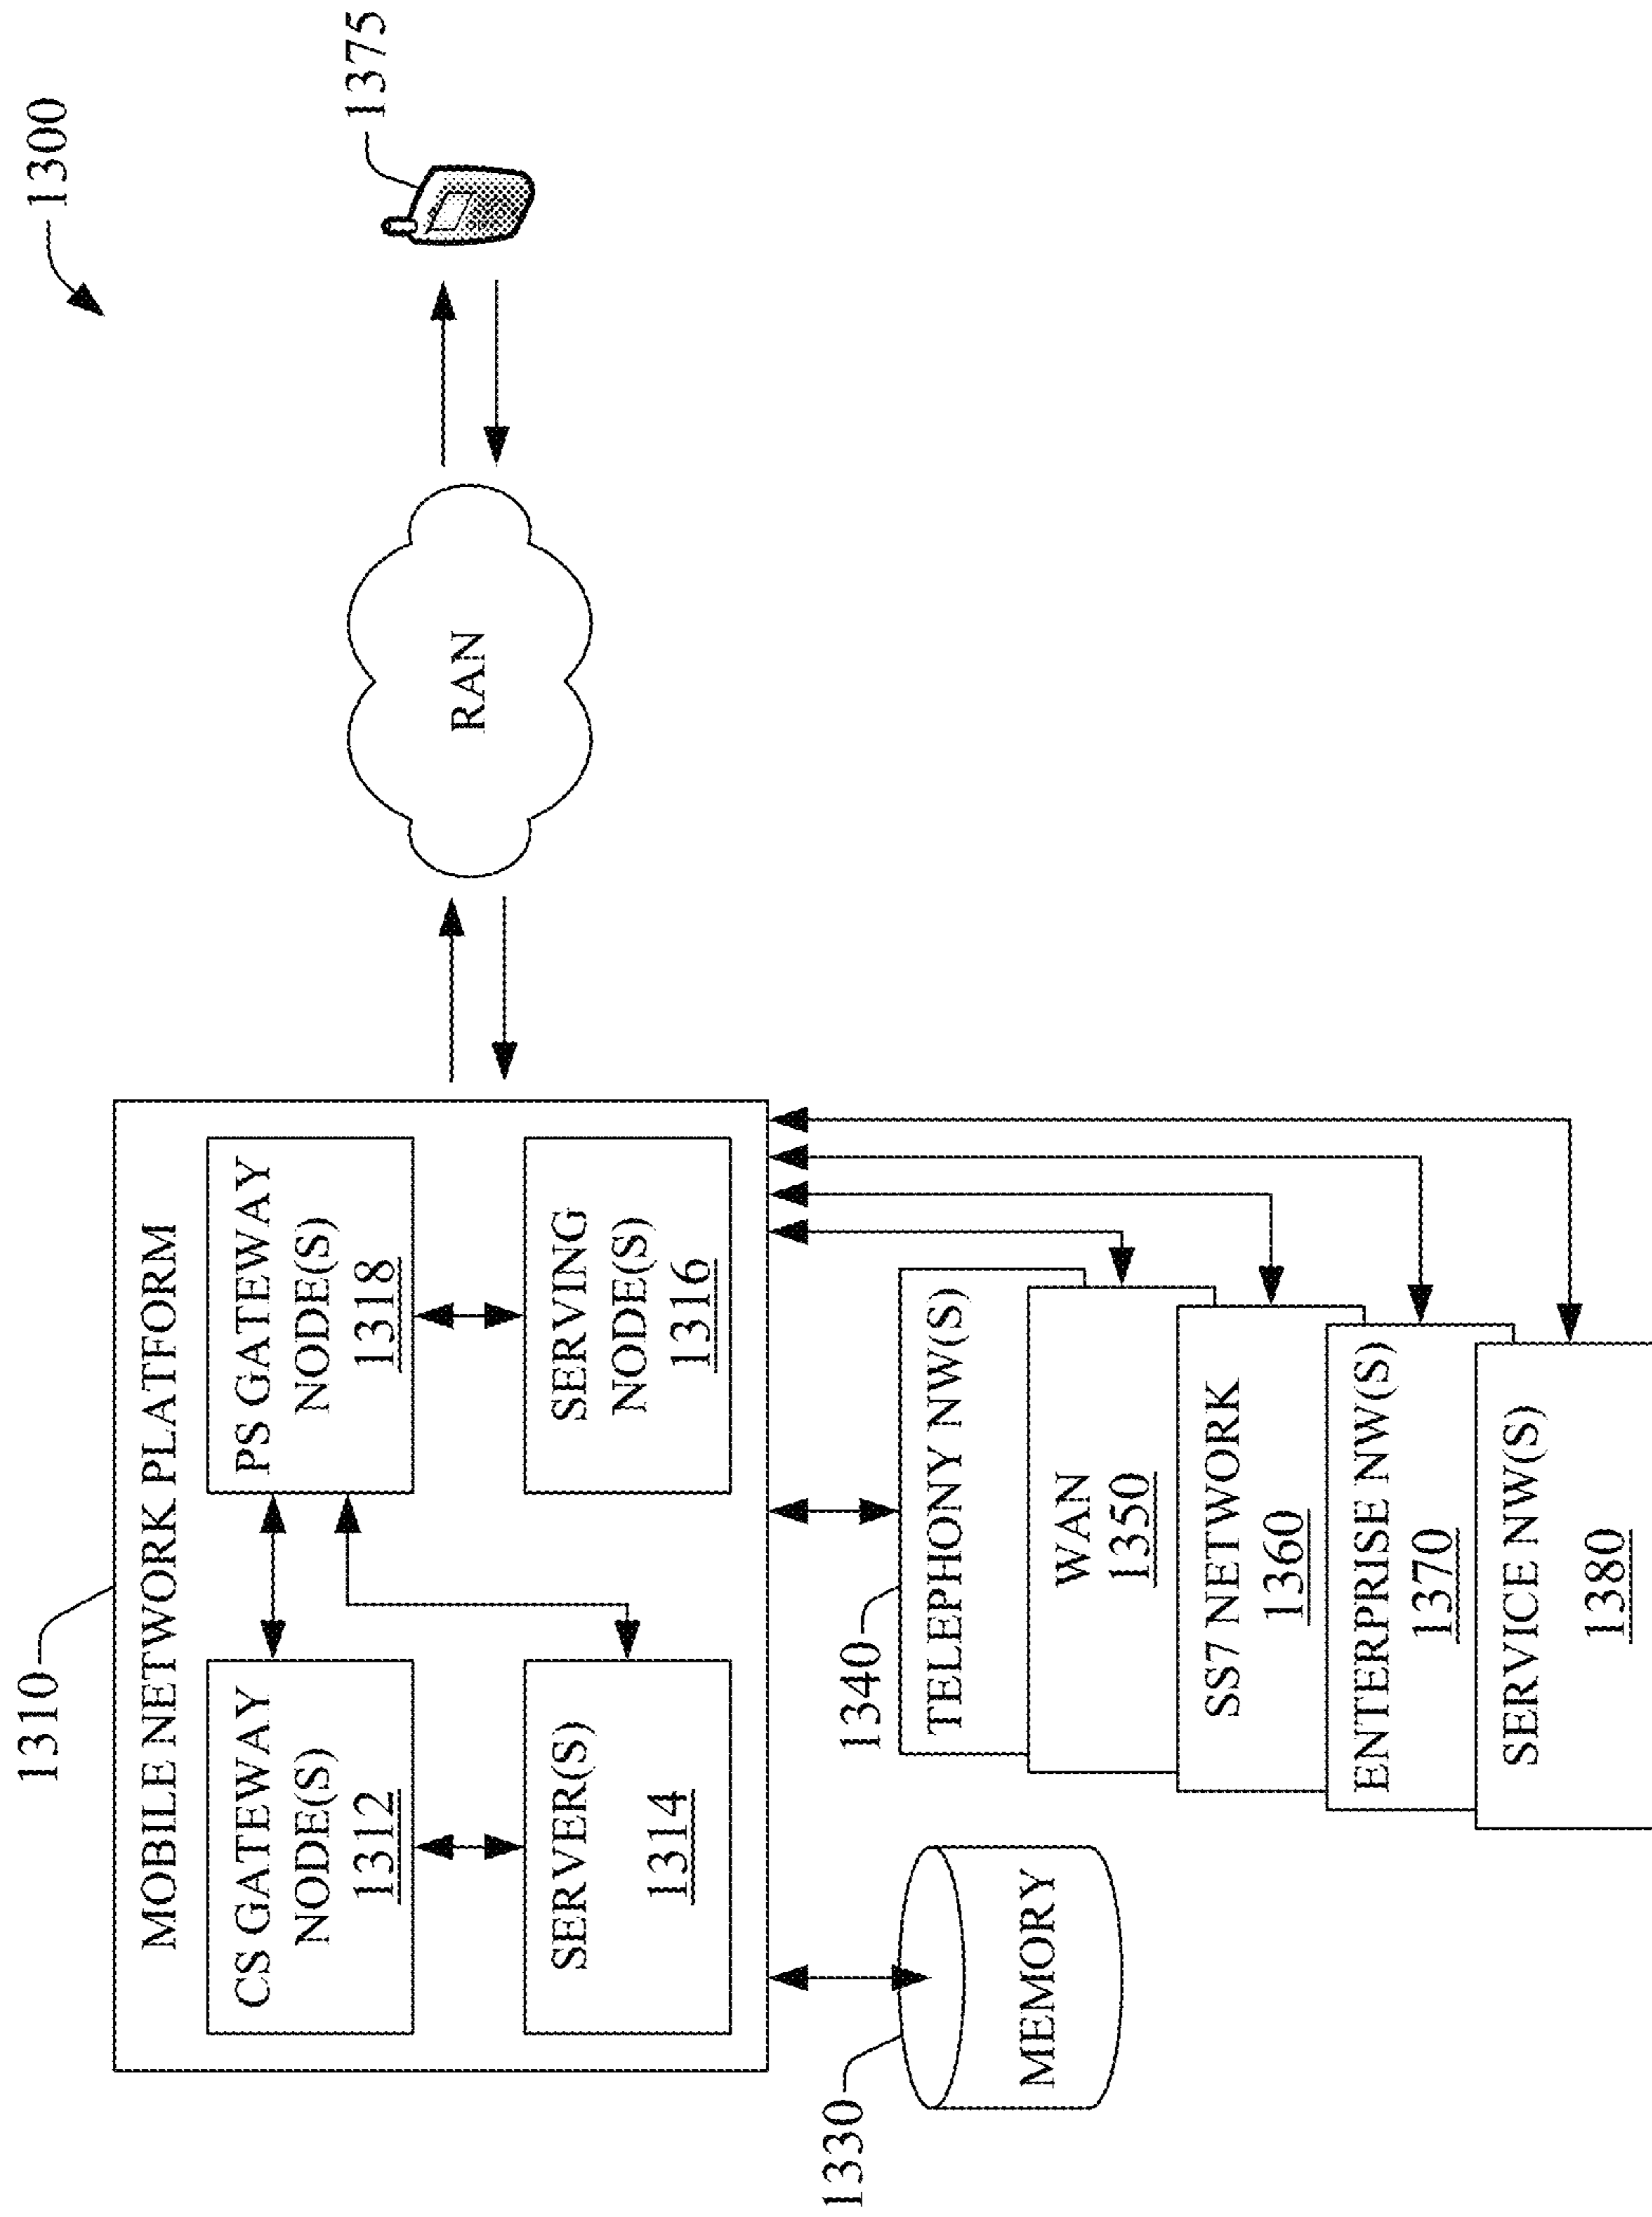 1300
1310
MOBILE NETWORK PLATFORM
CS GATEWAY
NODE(S)
1312
PS GATEWAY
NODE(S)
1318
SERVER(S)
1314
SERVING
NODE(S)
1316
RAN
1375
1330
MEMORY
1340
TELEPHONY NW(S)
WAN
1350
SS7 NETWORK
1360
ENTERPRISE NW(S)
1370
SERVICE NW(S)
1380